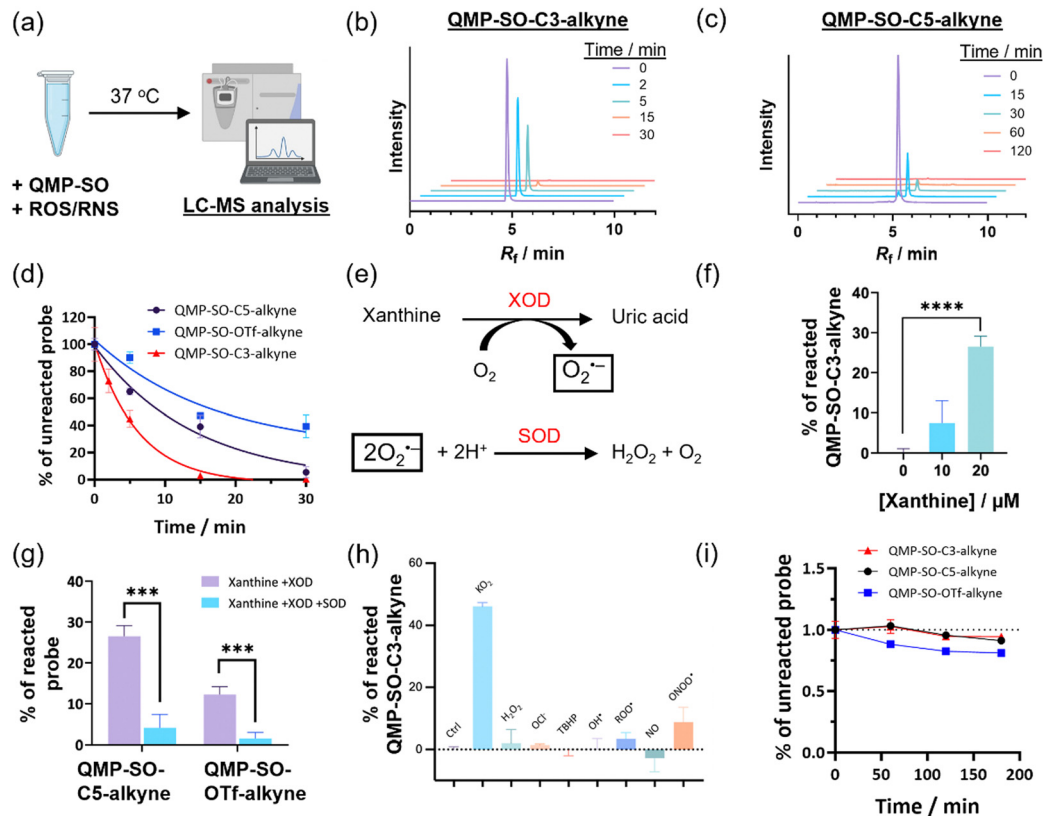 (a)
37 °C
+ QMP-SO
+ ROS/RNS
LC-MS analysis
(b)
QMP-SO-C3-alkyne
Time / min
0
2
5
15
30
Intensity
0
5
10
Rf / min
(c)
QMP-SO-C5-alkyne
Time / min
0
15
30
60
120
Intensity
0
5
10
Rf / min
(d)
QMP-SO-C5-alkyne
QMP-SO-OTf-alkyne
QMP-SO-C3-alkyne
% of unreacted probe
120
100
80
60
40
20
0
0
10
20
30
Time / min
(e)
XOD
Xanthine
Uric acid
O2
O2•−
SOD
2O2•−
+ 2H+
H2O2 + O2
(f)
% of reacted
QMP-SO-C3-alkyne
40
30
20
10
0
****
0
10
20
[Xanthine] / µM
(g)
% of reacted
probe
40
30
20
10
0
Xanthine +XOD
Xanthine +XOD +SOD
***
***
QMP-SO-
C5-alkyne
QMP-SO-
OTf-alkyne
(h)
% of reacted
QMP-SO-C3-alkyne
60
40
20
0
Ctrl
KO2
H2O2
OCl-
TBHP
OH•
ROO•
NO
ONOO•
(i)
QMP-SO-C3-alkyne
QMP-SO-C5-alkyne
QMP-SO-OTf-alkyne
% of unreacted probe
1.5
1.0
0.5
0.0
0
50
100
150
200
Time / min